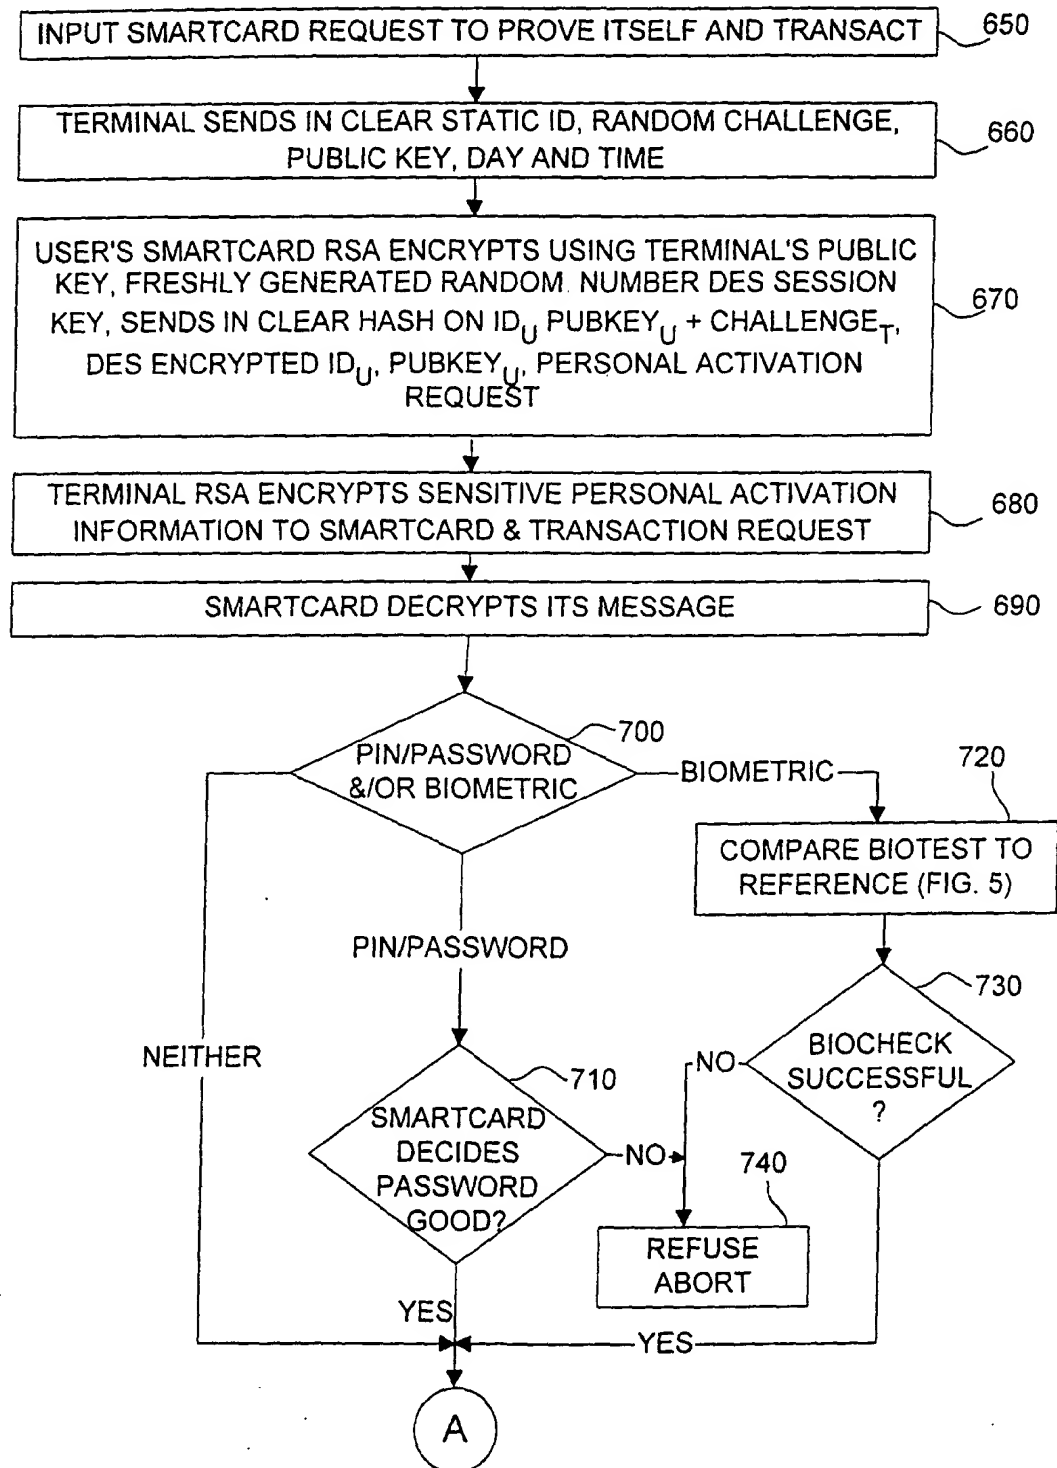 INPUT SMARTCARD REQUEST TO PROVE ITSELF AND TRANSACT
650
TERMINAL SENDS IN CLEAR STATIC ID, RANDOM CHALLENGE,
PUBLIC KEY, DAY AND TIME
660
USER'S SMARTCARD RSA ENCRYPTS USING TERMINAL'S PUBLIC
KEY, FRESHLY GENERATED RANDOM NUMBER DES SESSION
KEY, SENDS IN CLEAR HASH ON ID_U PUBKEY_U + CHALLENGE_T,
DES ENCRYPTED ID_U, PUBKEY_U, PERSONAL ACTIVATION
REQUEST
670
TERMINAL RSA ENCRYPTS SENSITIVE PERSONAL ACTIVATION
INFORMATION TO SMARTCARD & TRANSACTION REQUEST
680
SMARTCARD DECRYPTS ITS MESSAGE
690
PIN/PASSWORD
&/OR BIOMETRIC
700
BIOMETRIC
720
COMPARE BIOTEST TO
REFERENCE (FIG. 5)
PIN/PASSWORD
NEITHER
730
BIOCHECK
SUCCESSFUL
?
NO
710
SMARTCARD
DECIDES
PASSWORD
GOOD?
NO
740
REFUSE
ABORT
YES
YES
A